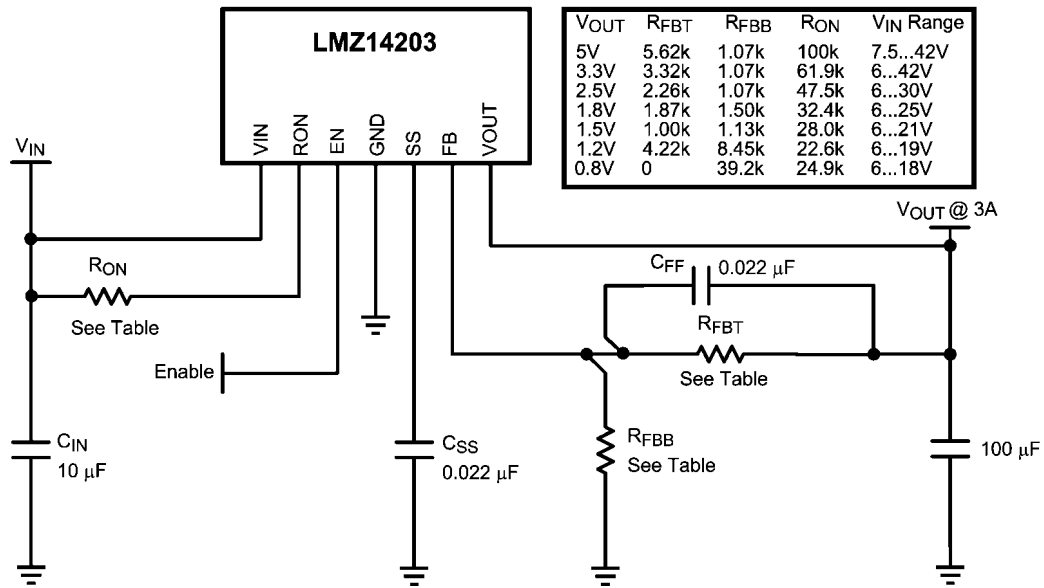 LMZ14203
VIN RON EN GND SS FB VOUT
VOUT RFBT RFBB RON VIN Range
5V 5.62k 1.07k 100k 7.5...42V
3.3V 3.32k 1.07k 61.9k 6...42V
2.5V 2.26k 1.07k 47.5k 6...30V
1.8V 1.87k 1.50k 32.4k 6...25V
1.5V 1.00k 1.13k 28.0k 6...21V
1.2V 4.22k 8.45k 22.6k 6...19V
0.8V 0 39.2k 24.9k 6...18V
VIN
VOUT @ 3A
RON
See Table
CFF 0.022 μF
RFBT
See Table
Enable
CIN
10 μF
CSS
0.022 μF
RFBB
See Table
100 μF